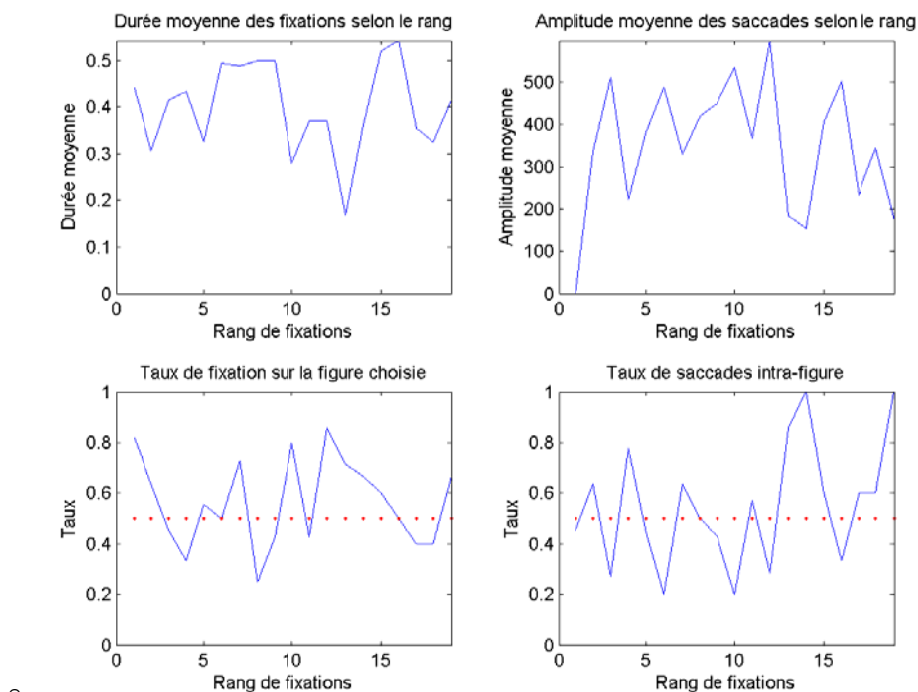 Durée moyenne des fixations selon le rang
0.5
0.4
0.3
0.2
0.1
0
Durée moyenne
0 5 10 15
Rang de fixations
Amplitude moyenne des saccades selon le rang
500
400
300
200
100
0
Amplitude moyenne
0 5 10 15
Rang de fixations
Taux de fixation sur la figure choisie
1
0.8
0.6
0.4
0.2
0
Taux
0 5 10 15
Rang de fixations
Taux de saccades intra-figure
1
0.8
0.6
0.4
0.2
0
Taux
0 5 10 15
Rang de fixations